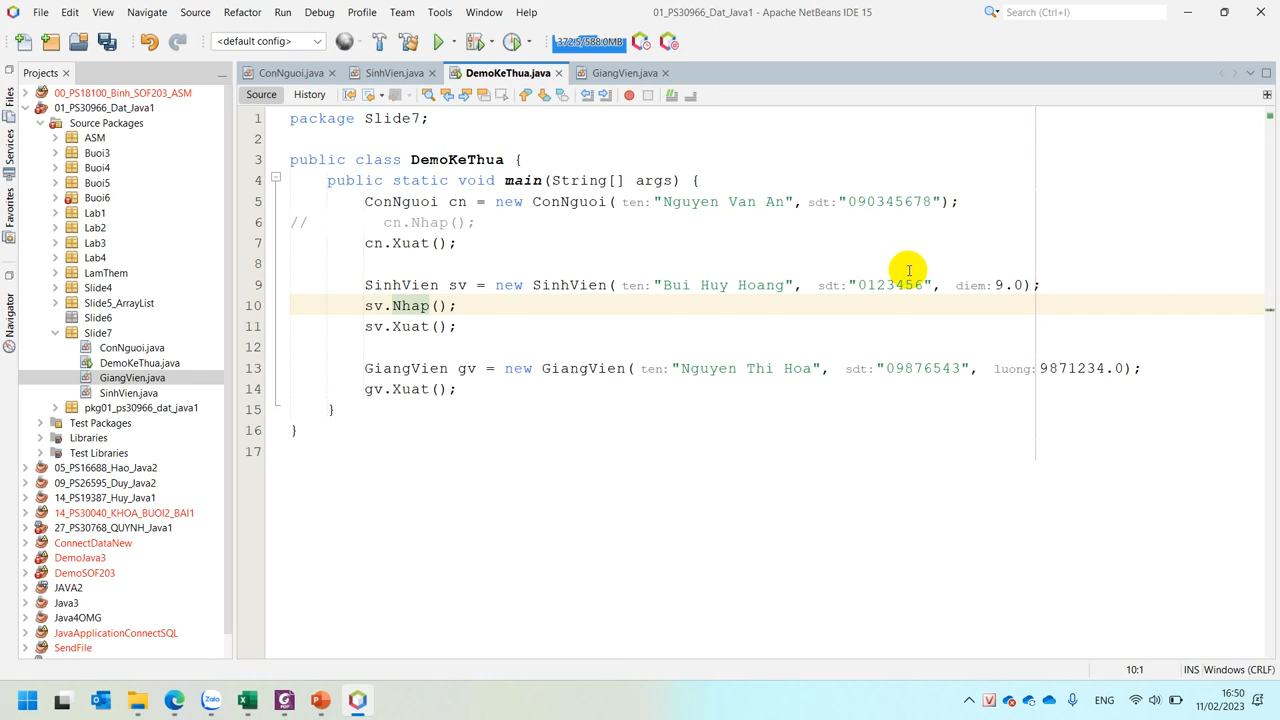 File Edit View Navigate Source Refactor Run Debug Profile Team Tools Window Help
01_PS30966_Dat_Java1 - Apache NetBeans IDE 15
Search (Ctrl+I)
<default config>
372.5/588.0MB
Projects
ConNguoi.java SinhVien.java DemoKeThua.java GiangVien.java
Source History
Files
Services
Favorites
Navigator
00_PS18100_Binh_SOF203_ASM
01_PS30966_Dat_Java1
Source Packages
ASM
Buoi3
Buoi4
Buoi5
Buoi6
Lab1
Lab2
Lab3
Lab4
LamThem
Slide4
Slide5_ArrayList
Slide6
Slide7
ConNguoi.java
DemoKeThua.java
GiangVien.java
SinhVien.java
pkg01_ps30966_dat_java1
Test Packages
Libraries
Test Libraries
05_PS16688_Hao_Java2
09_PS23556_Duy_Java2
14_PS19387_Huy_Java1
14_PS30040_KHOA_BUOI2_BAI1
27_PS30768_QUYNH_Java1
ConnectDataNew
DemoJava3
DemoSOF203
JAVA2
Java3
Java4OMG
JavaApplicationConnectSQL
SendFile
1 package Slide7;
2
3 public class DemoKeThua {
4 public static void main(String[] args) {
5 ConNguoi cn = new ConNguoi( ten: "Nguyen Van An", sdt: "090345678");
6 // cn.Nhap();
7 cn.Xuat();
8
9 SinhVien sv = new SinhVien( ten: "Bui Huy Hoang", sdt: "0123456", diem: 9.0);
10 sv.Nhap();
11 sv.Xuat();
12
13 GiangVien gv = new GiangVien( ten: "Nguyen Thi Hoa", sdt: "09876543", luong: 9871234.0);
14 gv.Xuat();
15 }
16 }
17
10:1 INS Windows (CRLF)
Zalo
ENG
16:50
11/02/2023